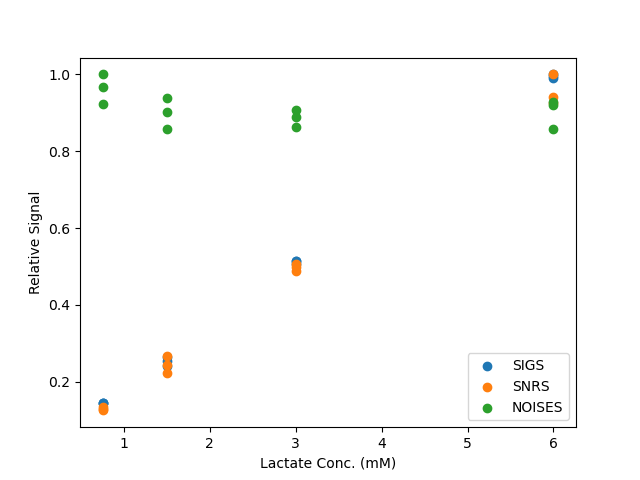 1.0
0.8
0.6
0.4
0.2
Relative Signal
1 2 3 4 5 6
Lactate Conc. (mM)
SIGS
SNRS
NOISES